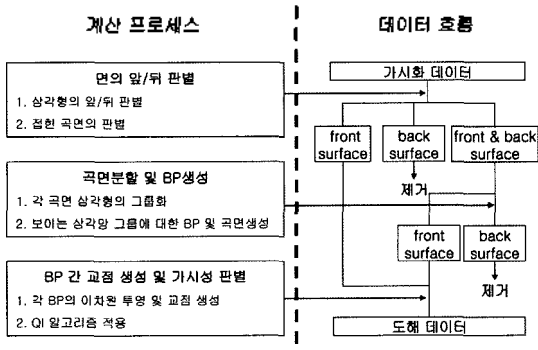 계산 프로세스
데이터 흐름
면의 앞/뒤 판별
1. 삼각형의 앞/뒤 판별
2. 접힌 곡면의 판별
곡면분할 및 BP생성
1. 각 곡면 삼각형의 그룹화
2. 보이는 삼각망 그룹에 대한 BP 및 곡면생성
BP 간 교점 생성 및 가시성 판별
1. 각 BP의 이차원 투영 및 교점 생성
2. QI 알고리즘 적용
가시화 데이터
front
surface
back
surface
front & back
surface
제거
front
surface
back
surface
제거
도해 데이터